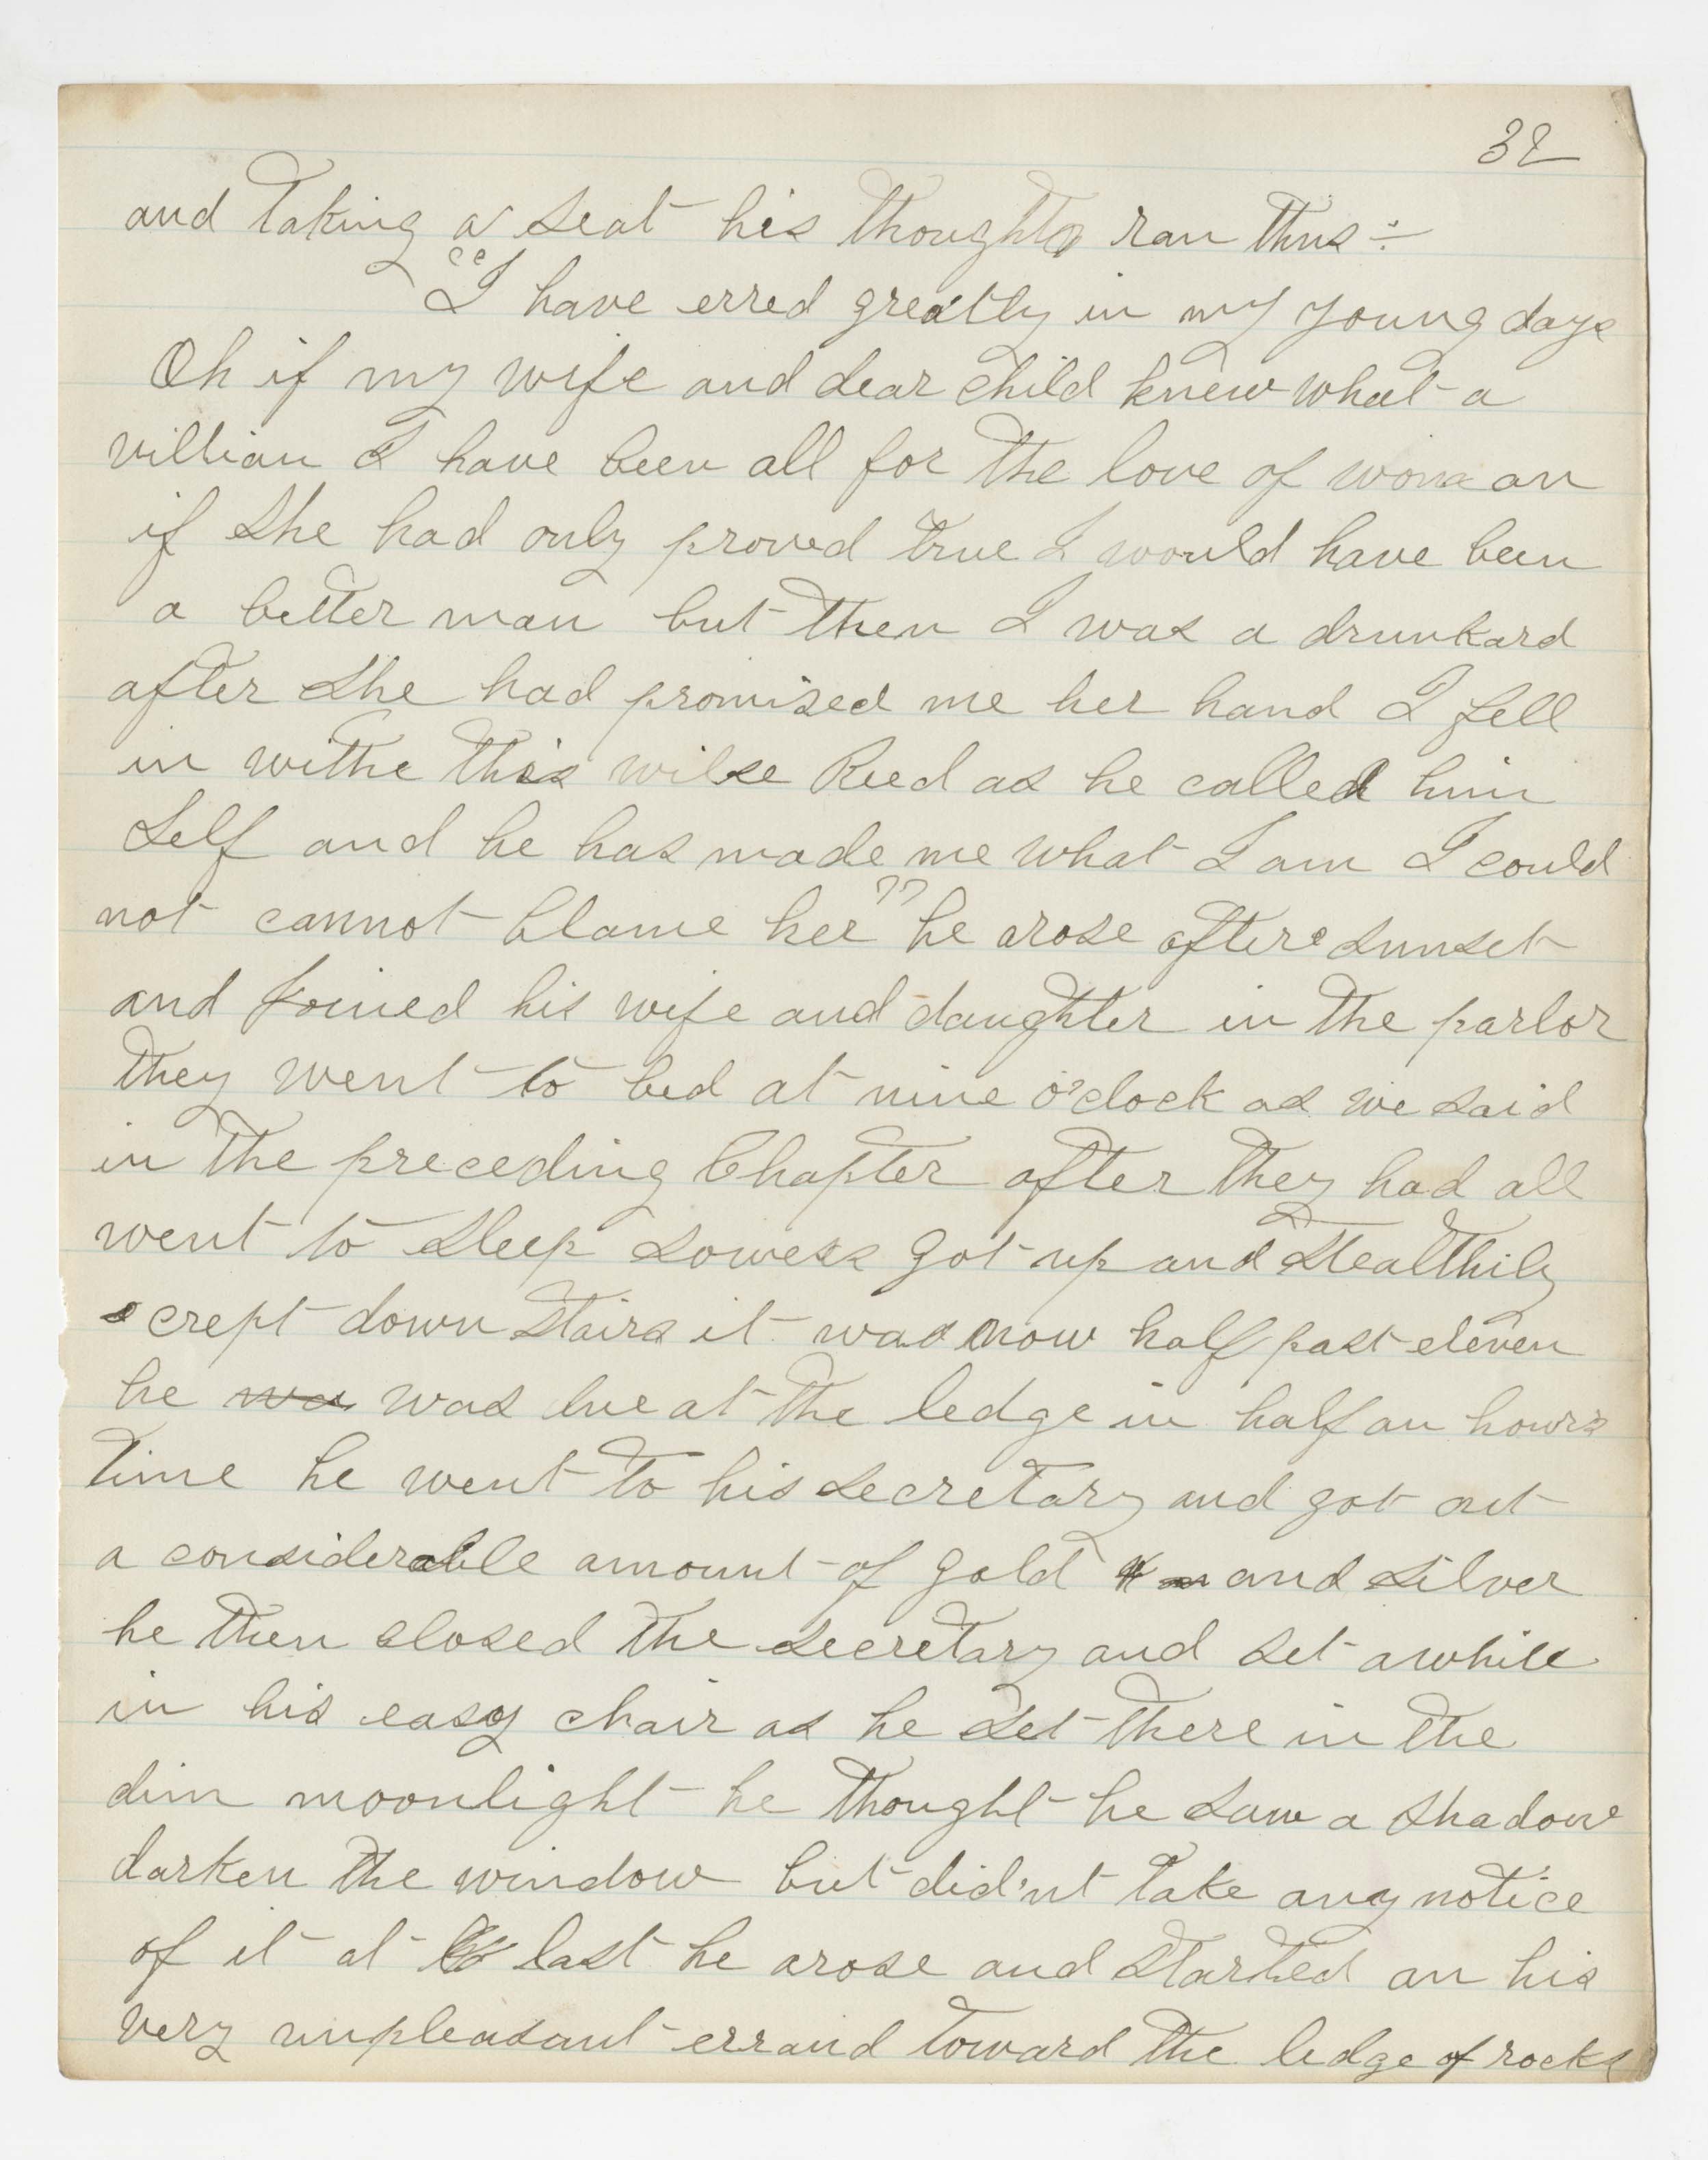 32
and taking a seat his thoughts ran thus :-
"I have erred greatly in my young days
Oh if my wife and dear child knew what a
villian I have been all for the love of woman
if she had only proved true I would have been
a better man but then I was a drunkard
after she had promised me her hand I fell
in withe this wilse Reed as he called him
self and he has made me what I am I could
not cannot blame her" he arose after sunset
and joined his wife and daughter in the parlor
they went to bed at nine o'clock as we said
in the preceding Chapter after they had all
went to sleep Sowess got up and stealthily
crept down stairs it was now half past eleven
he wa was due at the ledge in half an hours
time he went to his secretary and got out
a considerable amount of gold and silver
he then closed the secretary and set awhile
in his easy chair as he set there in the
dim moonlight he thought he saw a shadow
darken the window but did'nt take any notice
of it at last he arose and started an his
very unpleasant errand toward the ledge of rocks